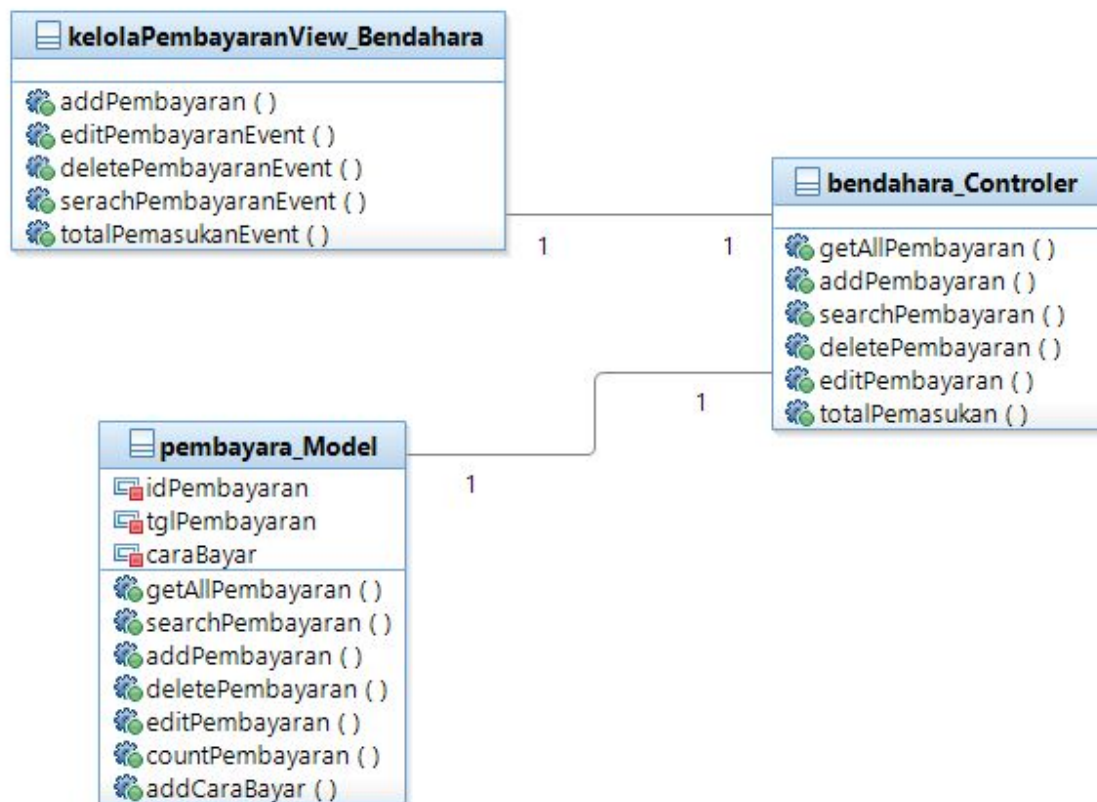 kelolaPembayaranView_Bendahara
addPembayaran ( )
editPembayaranEvent ( )
deletePembayaranEvent ( )
serachPembayaranEvent ( )
totalPemasukanEvent ( )
1
1
bendahara_Controler
getAllPembayaran ( )
addPembayaran ( )
searchPembayaran ( )
deletePembayaran ( )
editPembayaran ( )
totalPemasukan ( )
1
1
pembayara_Model
idPembayaran
tglPembayaran
caraBayar
getAllPembayaran ( )
searchPembayaran ( )
addPembayaran ( )
deletePembayaran ( )
editPembayaran ( )
countPembayaran ( )
addCaraBayar ( )